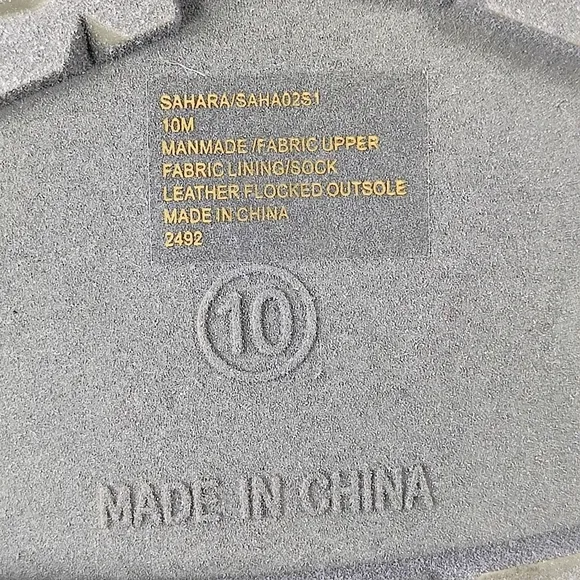 SAHARA/SAHA02S1
10M
MANMADE /FABRIC UPPER
FABRIC LINING/SOCK
LEATHER FLOCKED OUTSOLE
MADE IN CHINA
2492
10
MADE IN CHINA